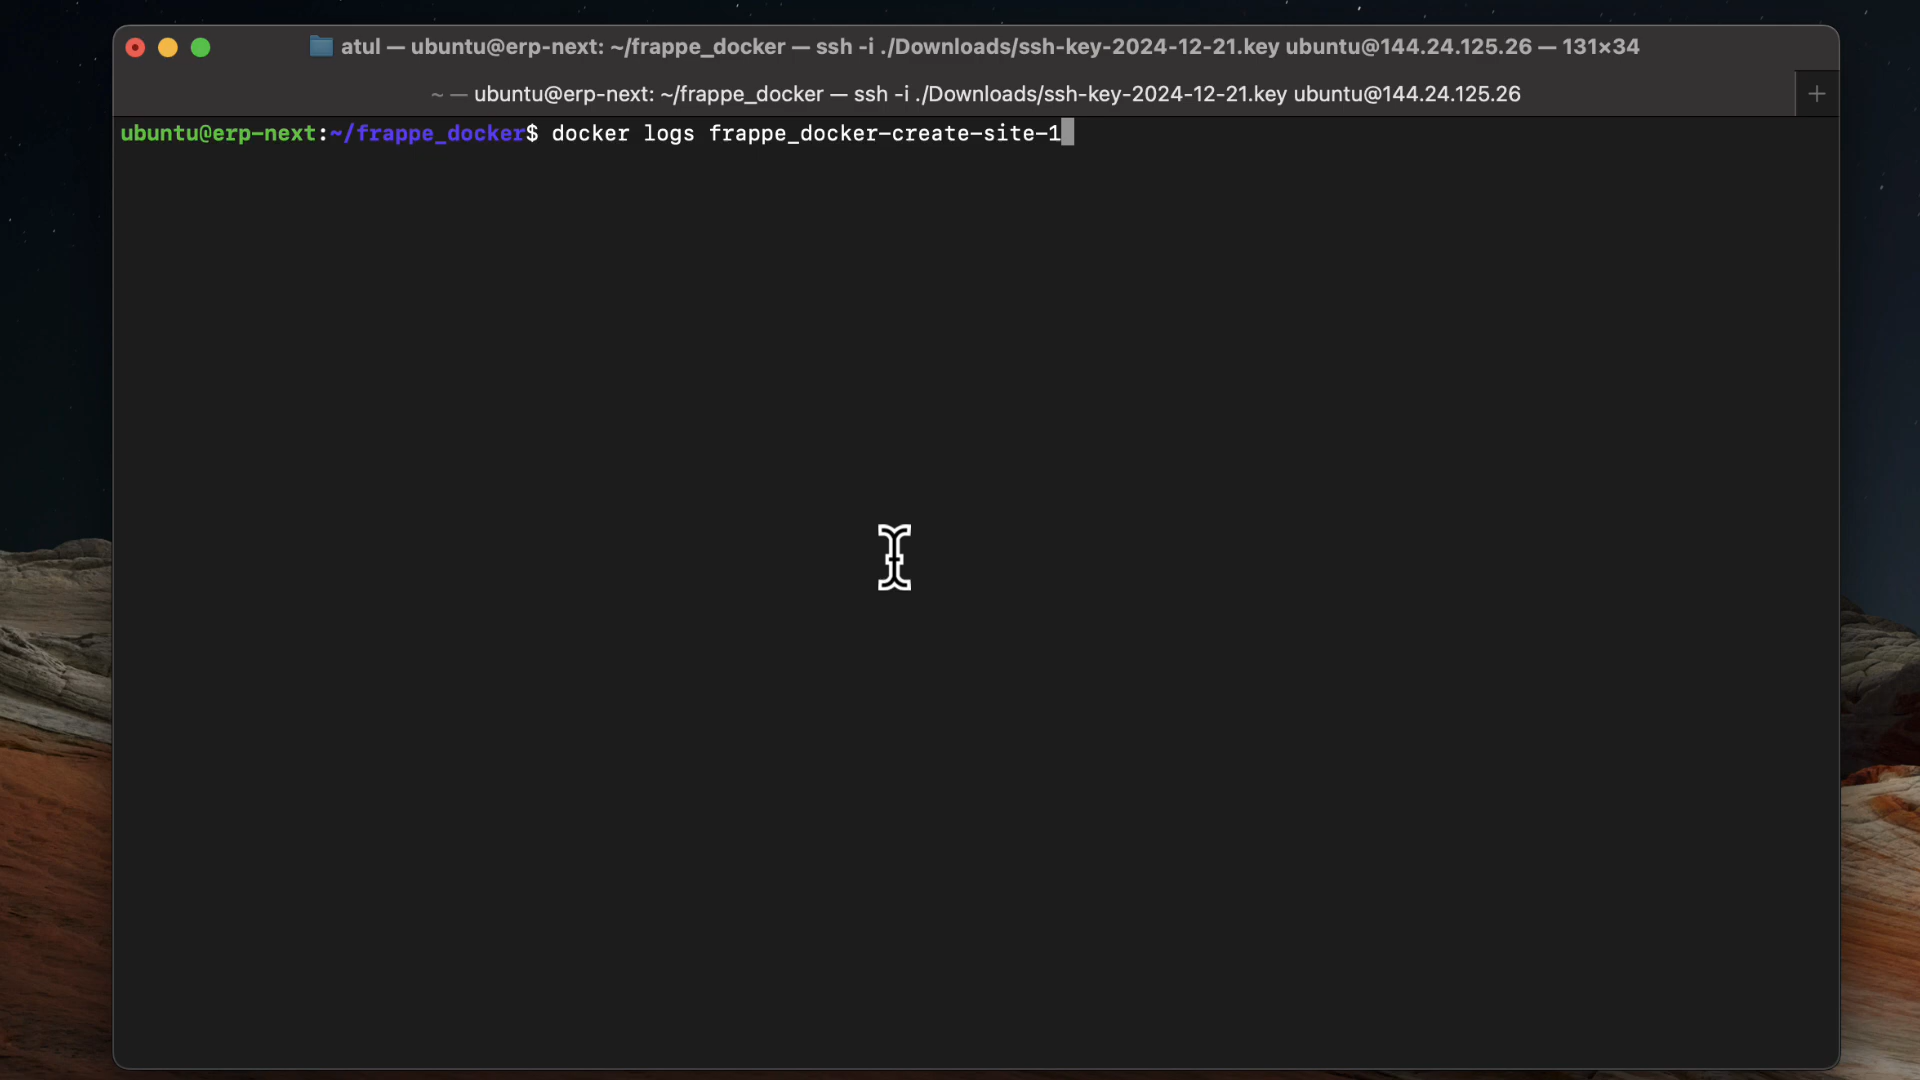 atul — ubuntu@erp-next: ~/frappe_docker — ssh -i ./Downloads/ssh-key-2024-12-21.key ubuntu@144.24.125.26 — 131×34
~ — ubuntu@erp-next: ~/frappe_docker — ssh -i ./Downloads/ssh-key-2024-12-21.key ubuntu@144.24.125.26
ubuntu@erp-next:~/frappe_docker$ docker logs frappe_docker-create-site-1